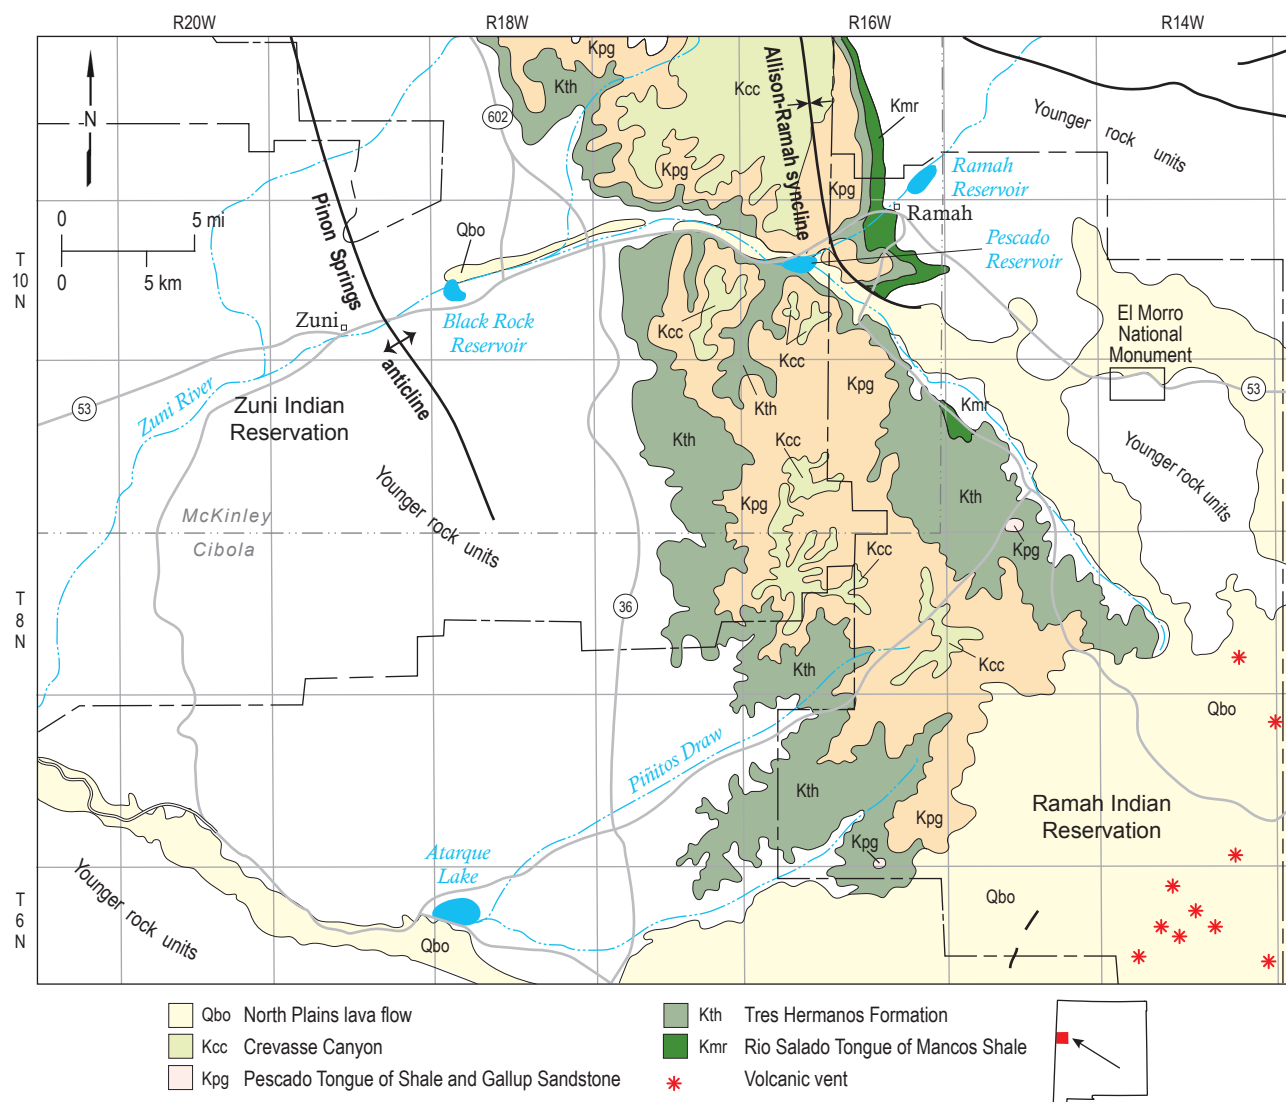 R20W
R18W
R16W
R14W
N
0
5 mi
0
5 km
T
10
N
T
8
N
T
6
N
602
Kpg
Kth
Kcc
Kpg
Allison-Ramah syncline
Kpg
Kmr
Younger rock units
Ramah
Reservoir
Ramah
Pescado
Reservoir
Pinon Springs
anticline
Qbo
Zuni
Black Rock
Reservoir
Zuni River
53
Zuni Indian
Reservation
Younger rock units
McKinley
Cibola
Kcc
Kcc
Kth
Kpg
Kth
Kcc
Kpg
Kmr
Kth
Kpg
Kcc
El Morro
National
Monument
53
Younger rock units
36
Kth
Kcc
Qbo
Piñitos Draw
Kth
Kpg
Kpg
Ramah Indian
Reservation
Atarque
Lake
Younger rock units
Qbo
Qbo
Qbo North Plains lava flow
Kcc Crevasse Canyon
Kpg Pescado Tongue of Shale and Gallup Sandstone
Kth Tres Hermanos Formation
Kmr Rio Salado Tongue of Mancos Shale
Volcanic vent